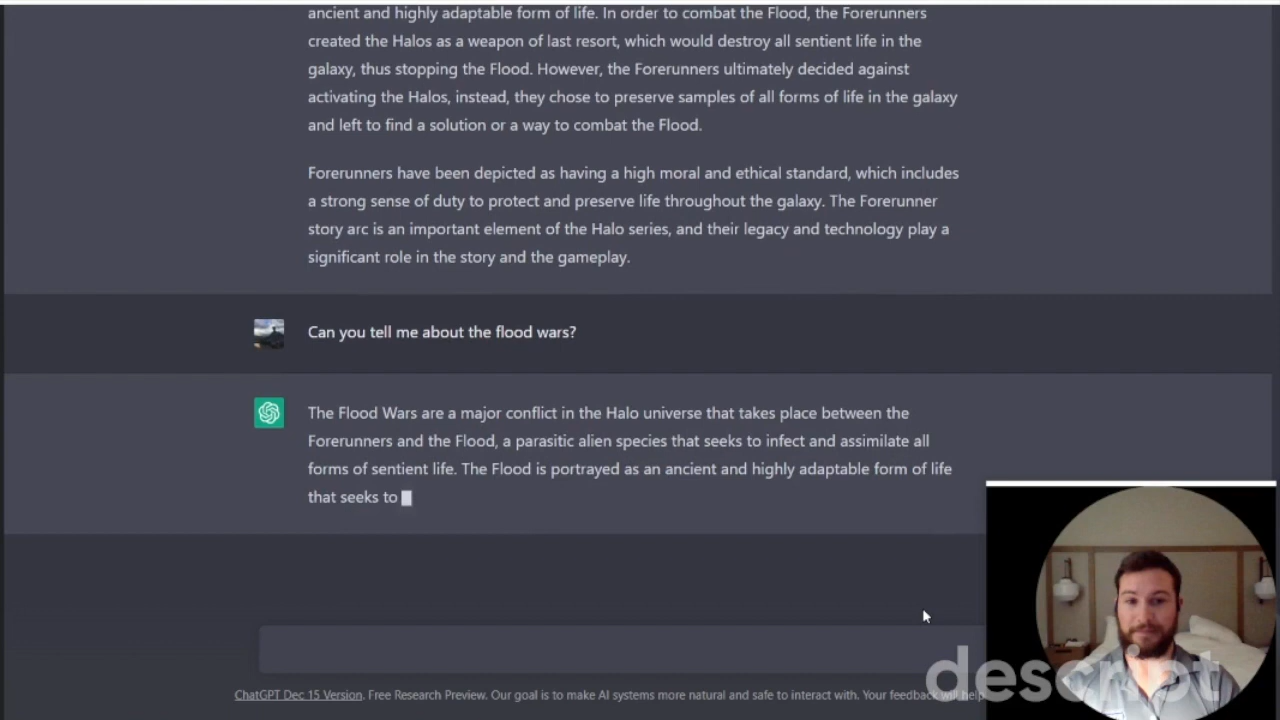 ancient and highly adaptable form of life. In order to combat the Flood, the Forerunners
created the Halos as a weapon of last resort, which would destroy all sentient life in the
galaxy, thus stopping the Flood. However, the Forerunners ultimately decided against
activating the Halos, instead, they chose to preserve samples of all forms of life in the galaxy
and left to find a solution or a way to combat the Flood.
Forerunners have been depicted as having a high moral and ethical standard, which includes
a strong sense of duty to protect and preserve life throughout the galaxy. The Forerunner
story arc is an important element of the Halo series, and their legacy and technology play a
significant role in the story and the gameplay.
Can you tell me about the flood wars?
The Flood Wars are a major conflict in the Halo universe that takes place between the
Forerunners and the Flood, a parasitic alien species that seeks to infect and assimilate all
forms of sentient life. The Flood is portrayed as an ancient and highly adaptable form of life
that seeks to
ChatGPT Dec 15 Version. Free Research Preview. Our goal is to make AI systems more natural and safe to interact with. Your feedback will help
descript